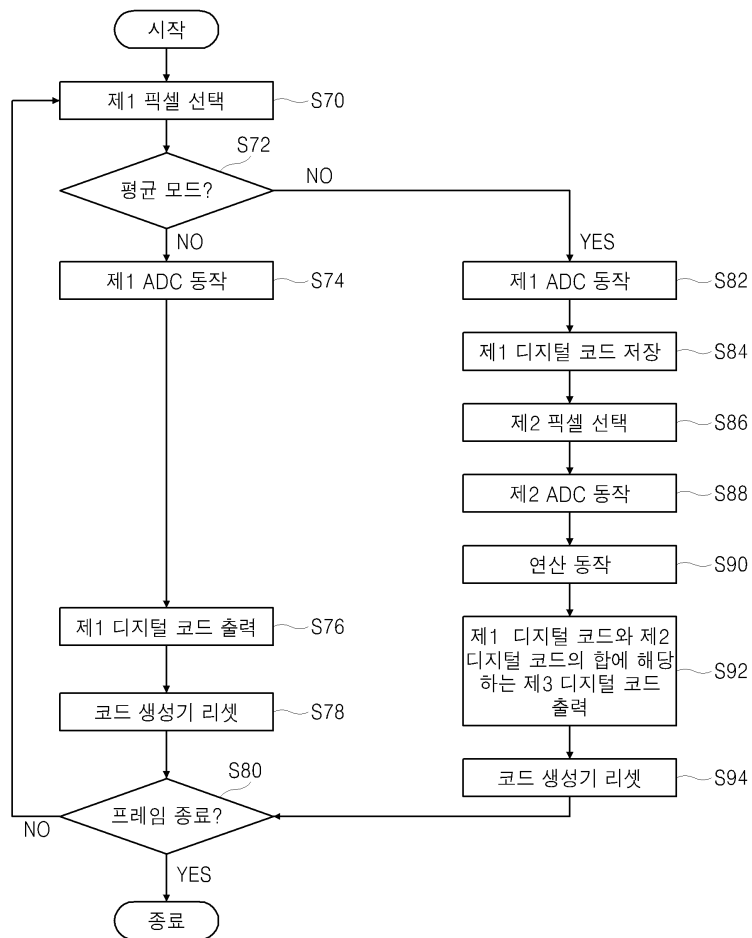 시작
제1 픽셀 선택
S70
S72
평균 모드?
NO
NO
YES
제1 ADC 동작
S74
제1 ADC 동작
S82
제1 디지털 코드 저장
S84
제2 픽셀 선택
S86
제2 ADC 동작
S88
연산 동작
S90
제1 디지털 코드 출력
S76
제1 디지털 코드와 제2
디지털 코드의 합에 해당
하는 제3 디지털 코드
출력
S92
코드 생성기 리셋
S78
코드 생성기 리셋
S94
S80
프레임 종료?
NO
YES
종료